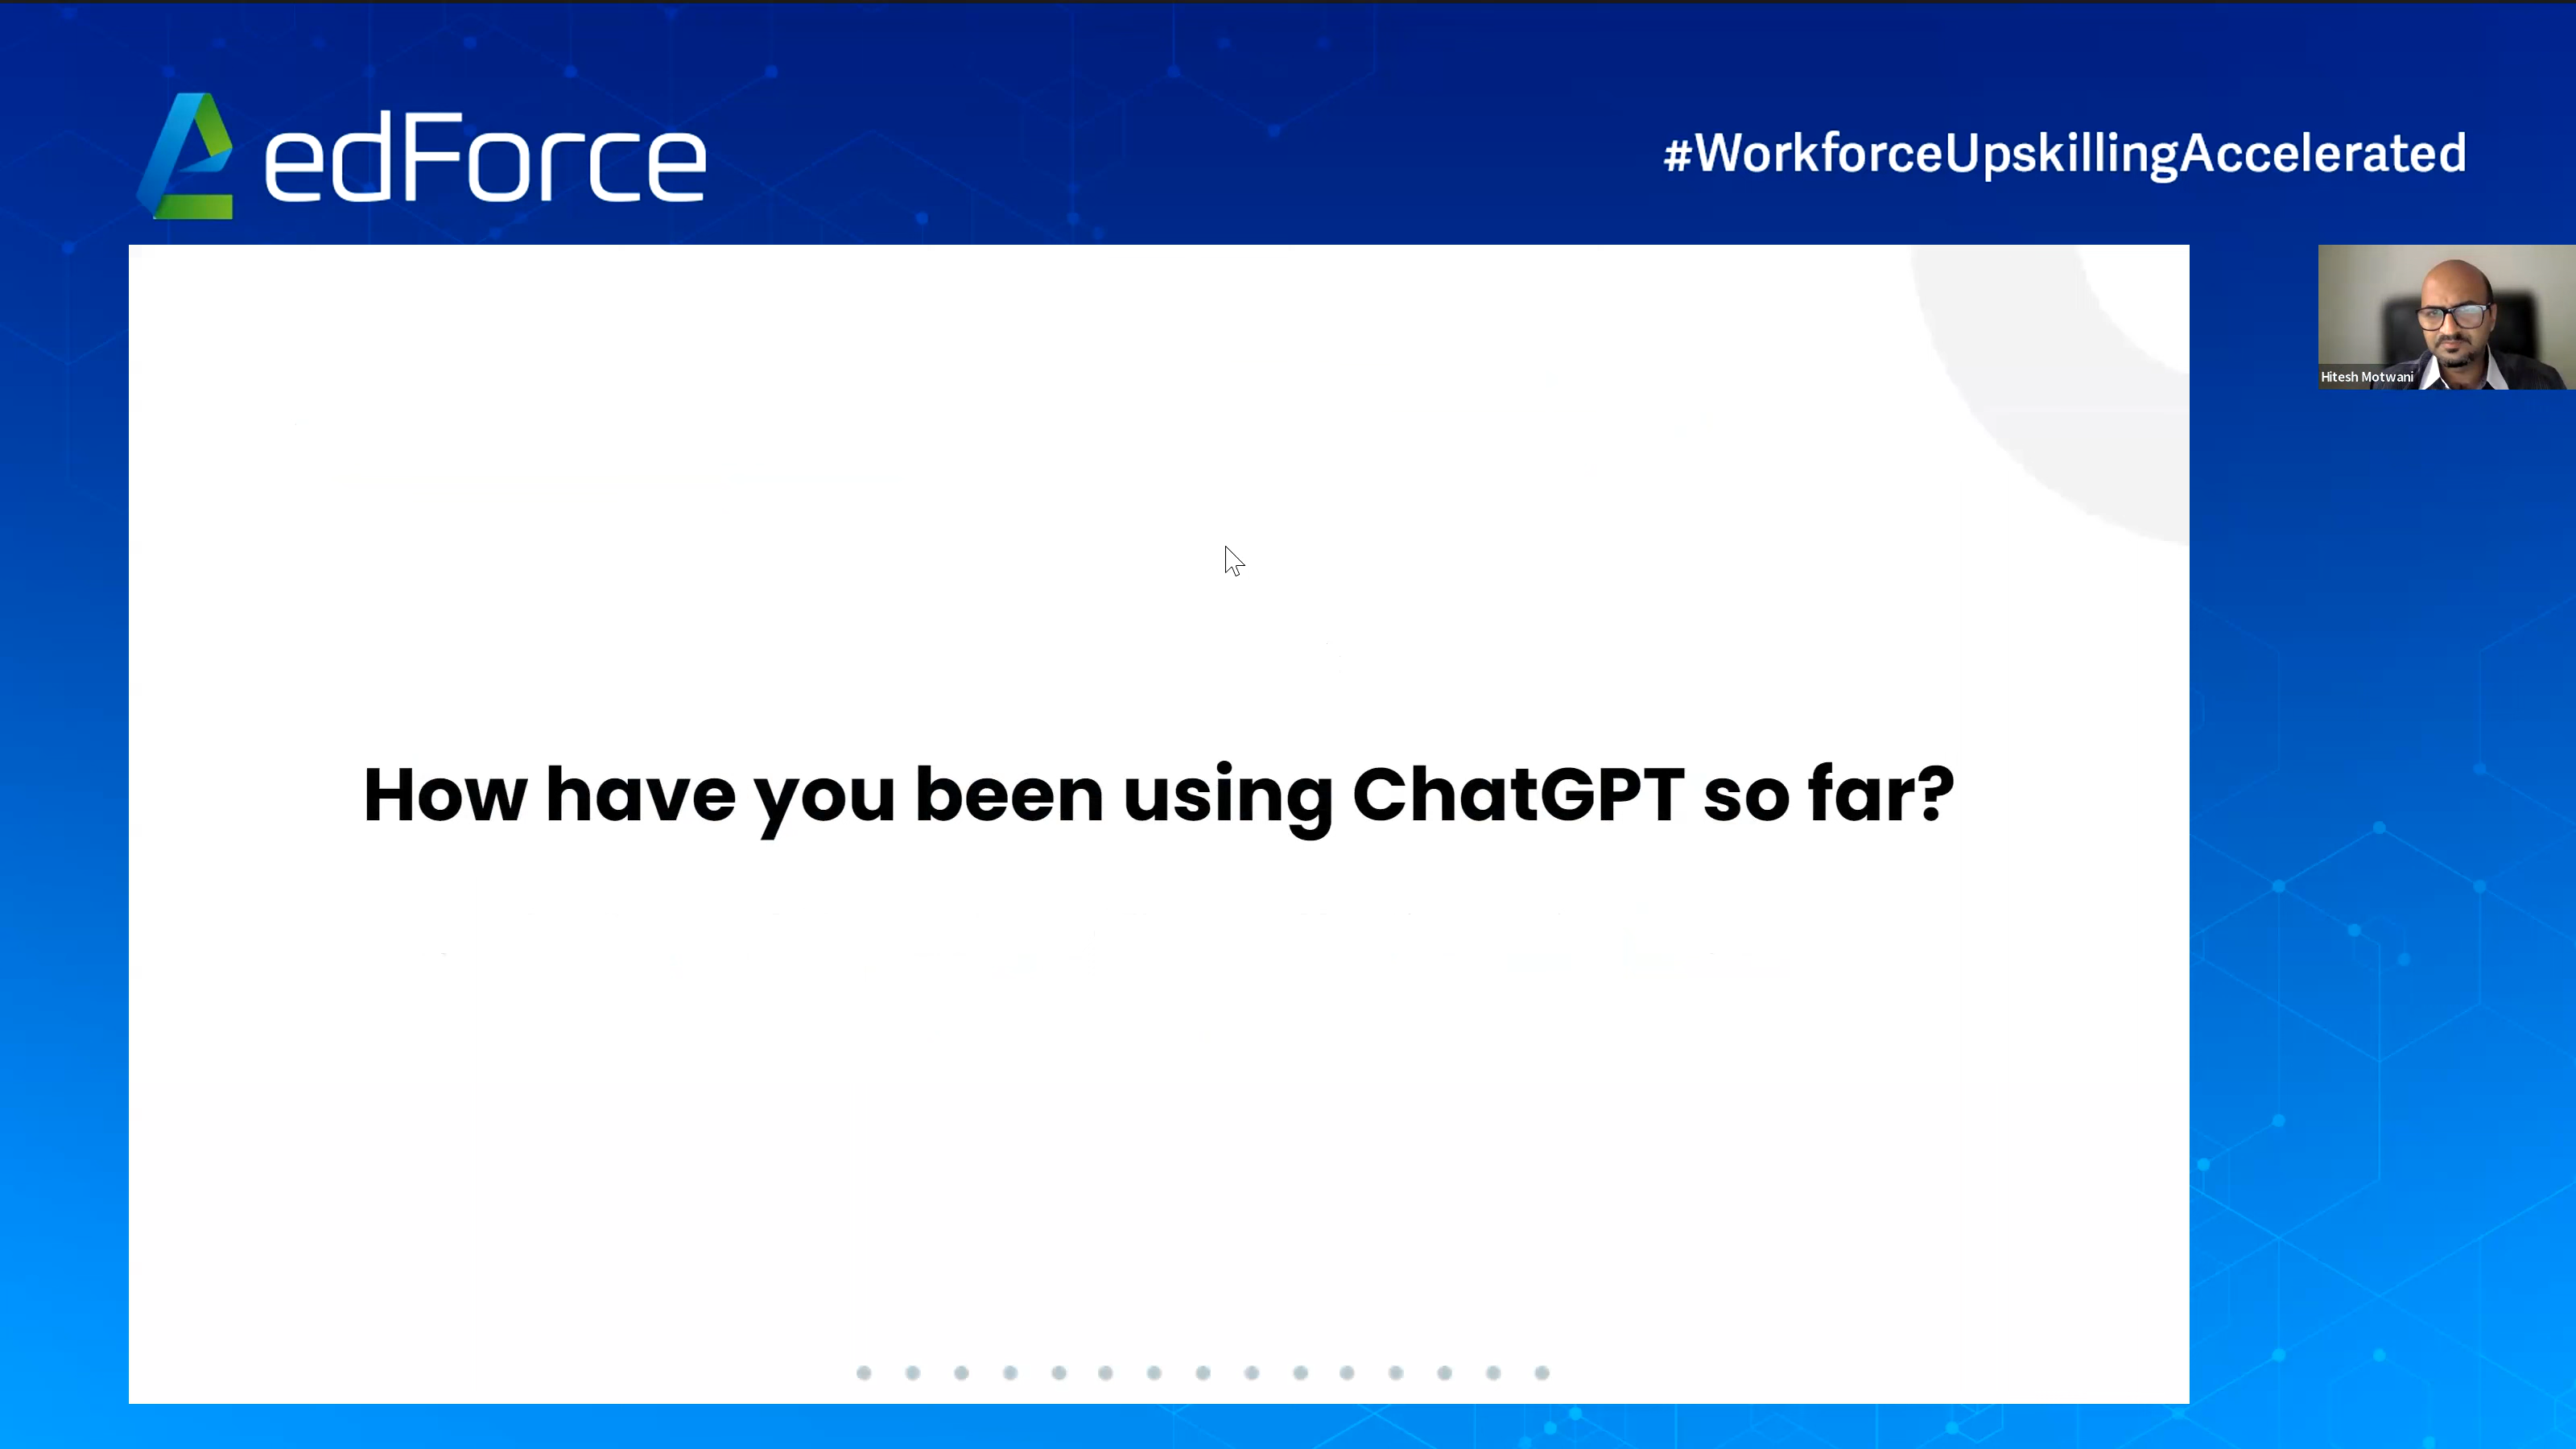 edForce
#WorkforceUpskillingAccelerated
Hitesh Motwani
How have you been using ChatGPT so far?